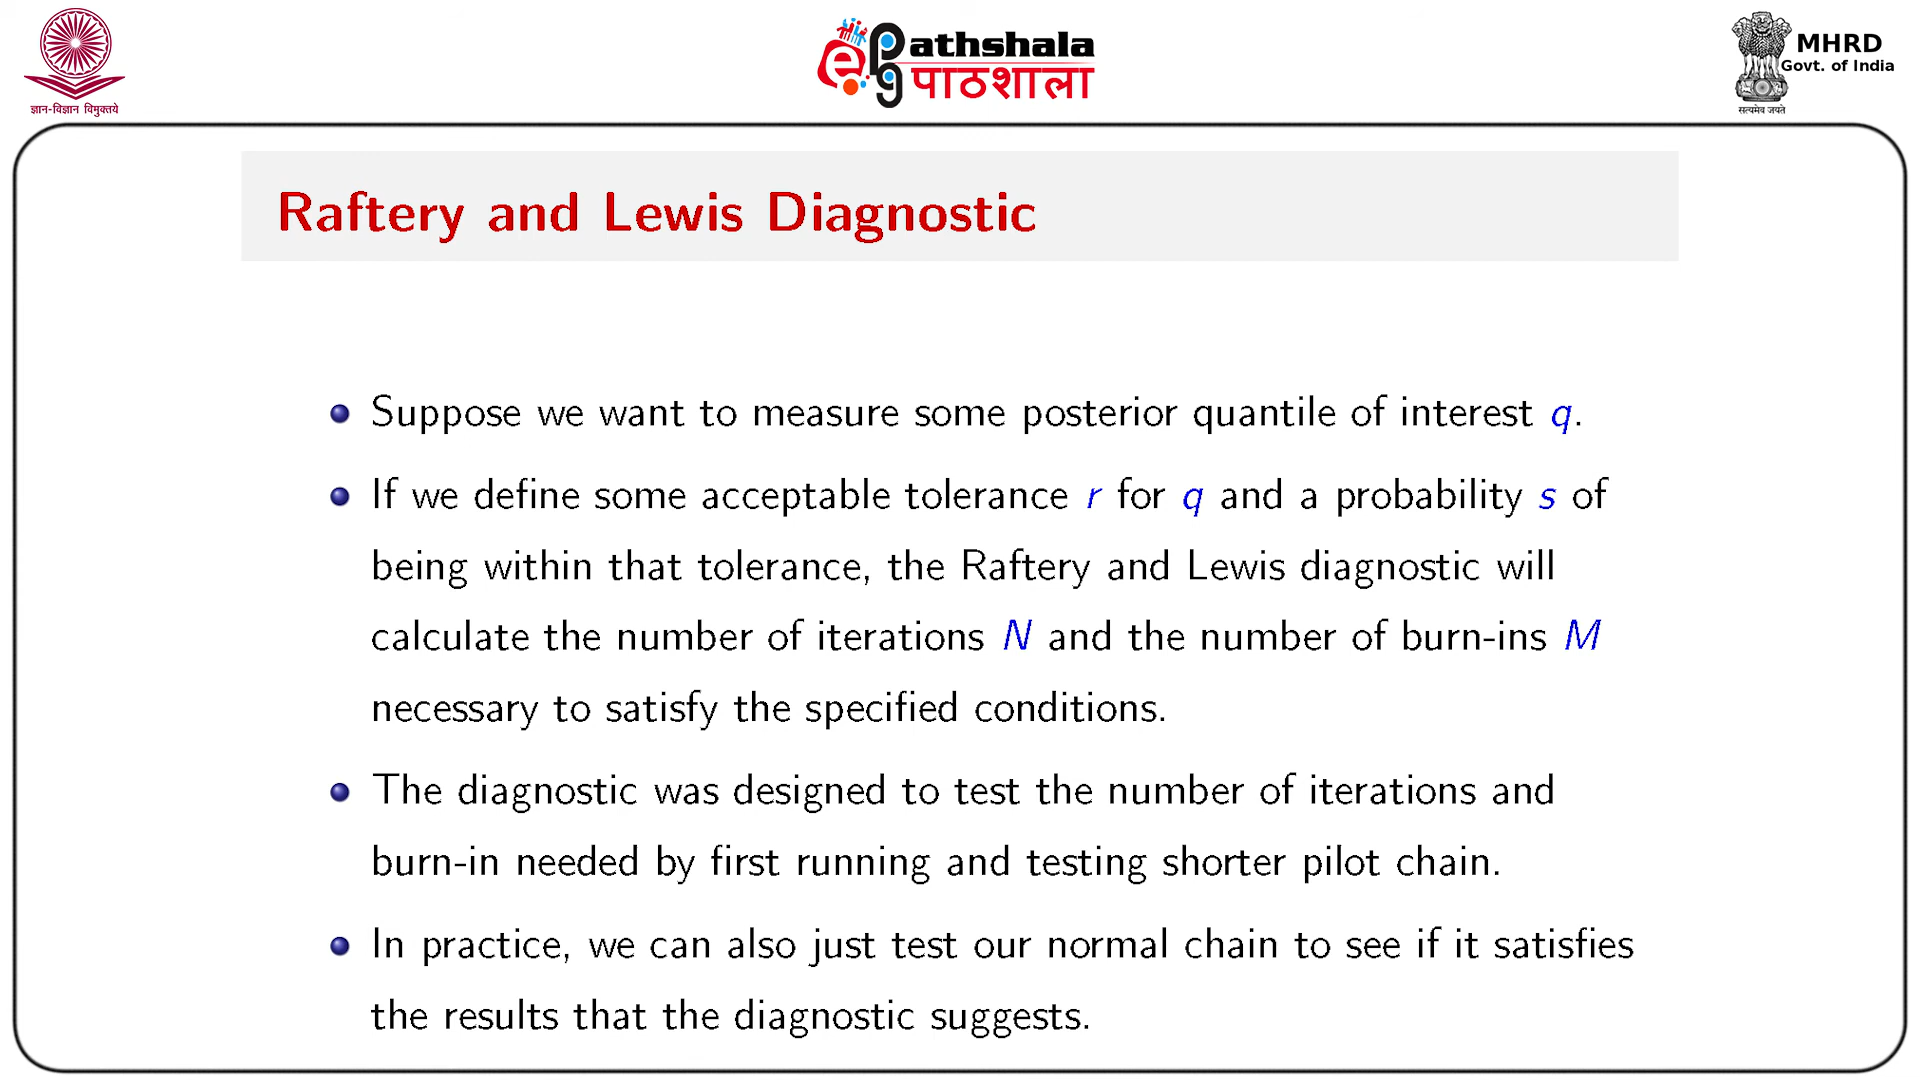 ज्ञान-विज्ञान विमुक्तये
ePathshala
पाठशाला
MHRD
Govt. of India
सत्यमेव जयते
Raftery and Lewis Diagnostic
Suppose we want to measure some posterior quantile of interest q.
If we define some acceptable tolerance r for q and a probability s of
being within that tolerance, the Raftery and Lewis diagnostic will
calculate the number of iterations N and the number of burn-ins M
necessary to satisfy the specified conditions.
The diagnostic was designed to test the number of iterations and
burn-in needed by first running and testing shorter pilot chain.
In practice, we can also just test our normal chain to see if it satisfies
the results that the diagnostic suggests.